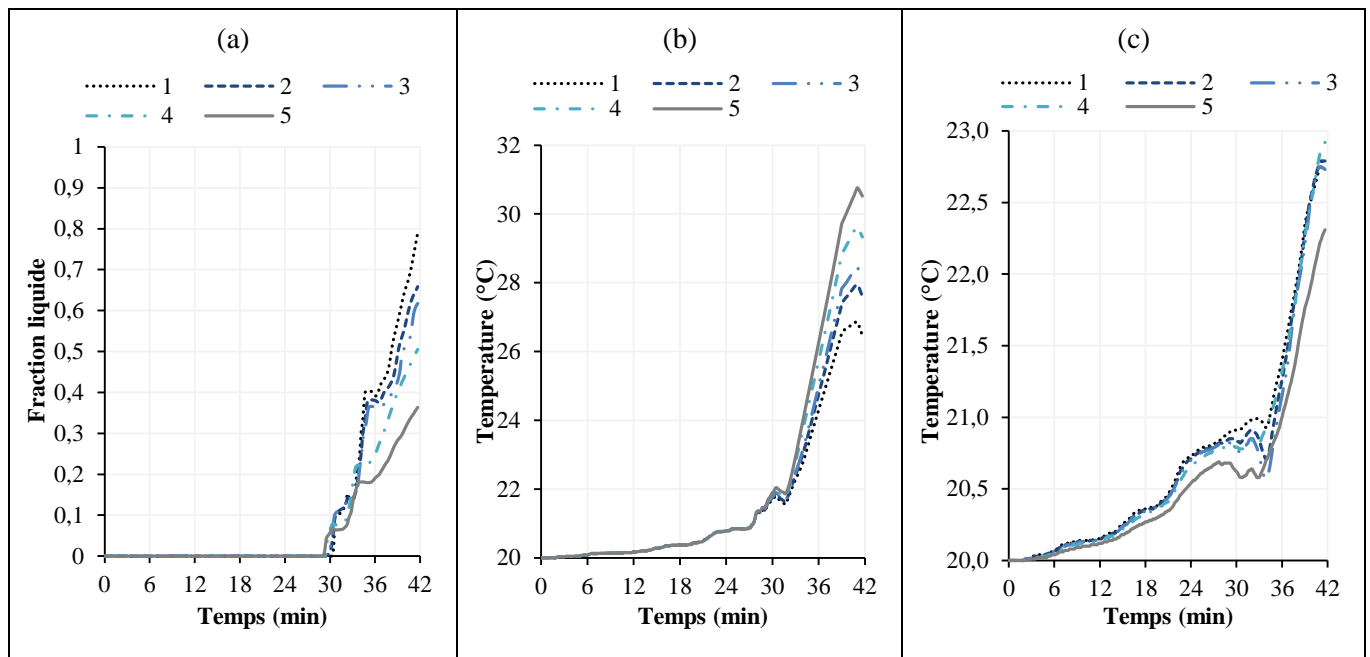 (a)
1 2 3
4 5
1
0,9
0,8
0,7
0,6
0,5
0,4
0,3
0,2
0,1
0
Fraction liquide
0 6 12 18 24 30 36 42
Temps (min)
(b)
1 2 3
4 5
32
30
28
26
24
22
20
Temperature (°C)
0 6 12 18 24 30 36 42
Temps (min)
(c)
1 2 3
4 5
23,0
22,5
22,0
21,5
21,0
20,5
20,0
Temperature (°C)
0 6 12 18 24 30 36 42
Temps (min)